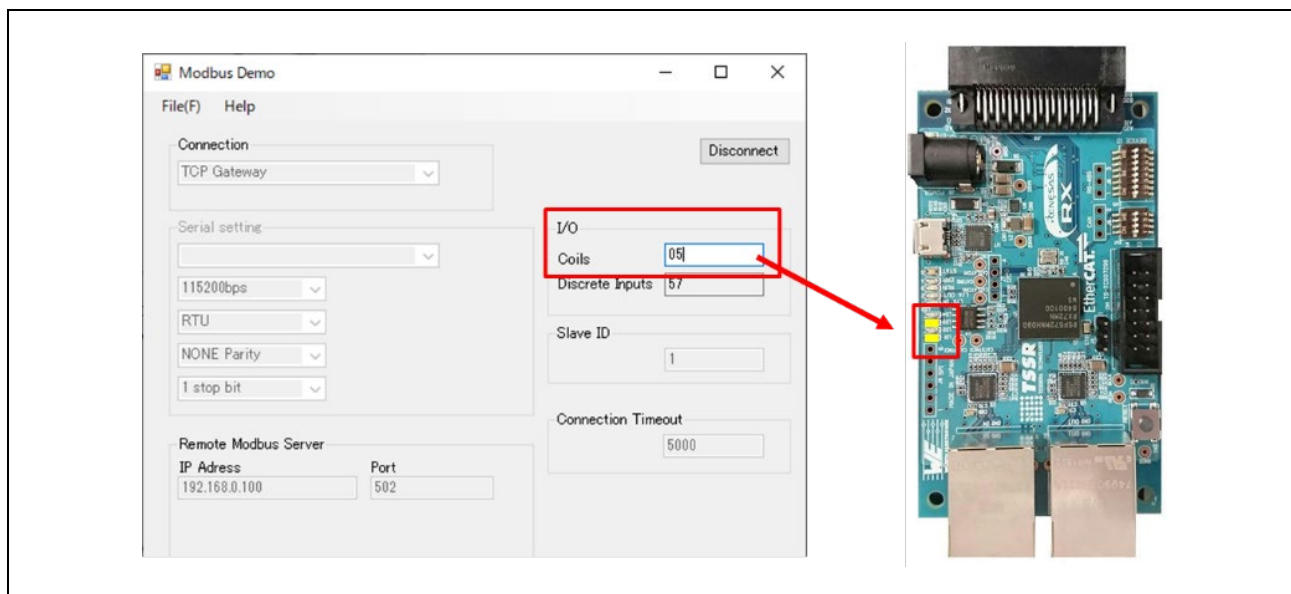 Modbus Demo
File(F) Help
Connection
Disconnect
TCP Gateway
Serial setting
I/O
Coils 05
115200bps
Discrete Inputs 57
RTU
Slave ID
NONE Parity
1
1 stop bit
Connection Timeout
5000
Remote Modbus Server
IP Adress Port
192.168.0.100 502
RENESAS
RX
EtherCAT
TSSR
WE